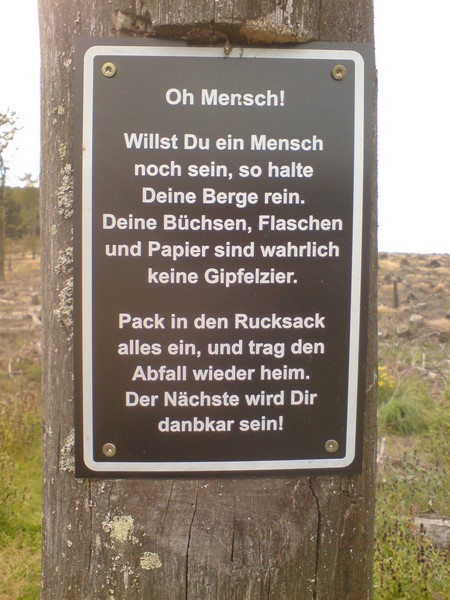 Oh Mensch!
Willst Du ein Mensch
noch sein, so halte
Deine Berge rein.
Deine Büchsen, Flaschen
und Papier sind wahrlich
keine Gipfelzier.
Pack in den Rucksack
alles ein, und trag den
Abfall wieder heim.
Der Nächste wird Dir
danbkar sein!